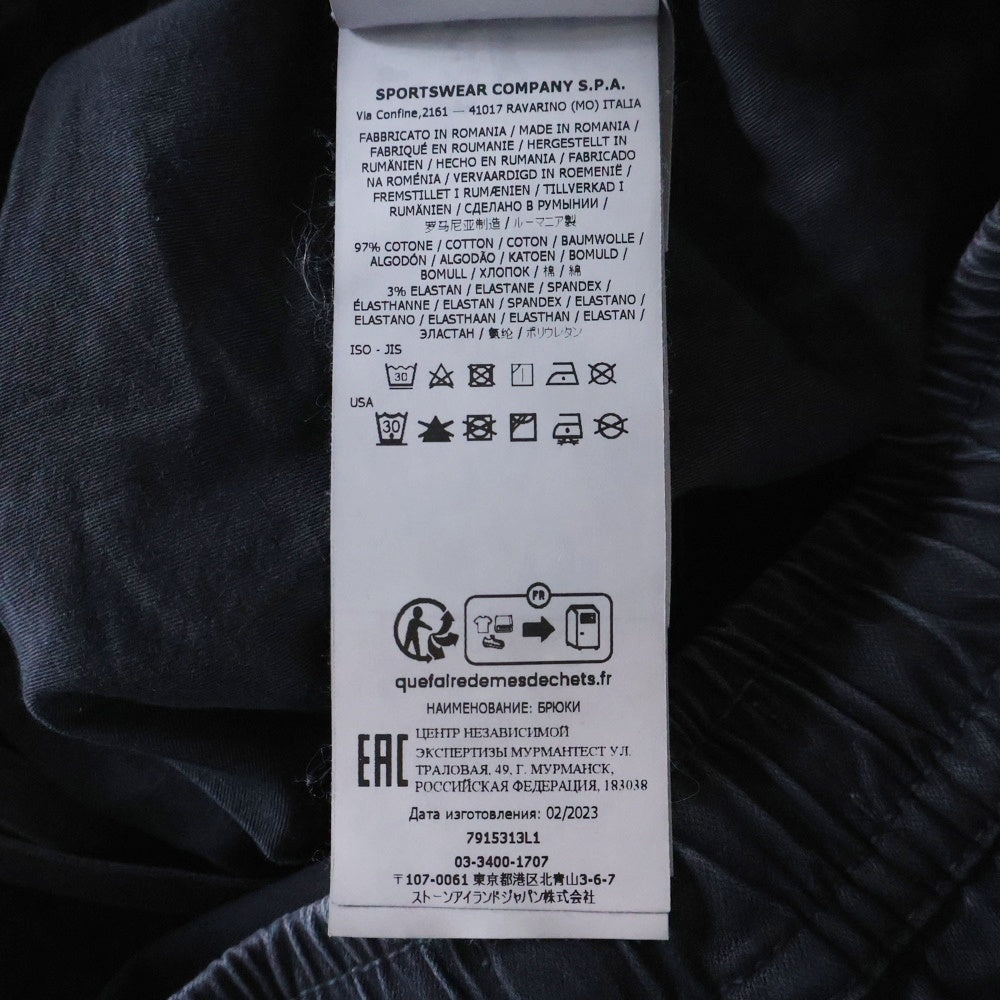 SPORTSWEAR COMPANY S.P.A.
Via Confine,2161 — 41017 RAVARINO (MO) ITALIA
FABBRICATO IN ROMANIA / MADE IN ROMANIA /
FABRIQUÉ EN ROUMANIE / HERGESTELLT IN
RUMÄNIEN / HECHO EN RUMANIA / FABRICADO
NA ROMÉNIA / VERVAARDIGD IN ROEMENIË /
FREMSTILLET I RUMÆNIEN / TILLVERKAD I
RUMÄNIEN / СДЕЛАНО В РУМЫНИИ /
罗马尼亚制造 / ルーマニア製
97% COTONE / COTTON / COTON / BAUMWOLLE /
ALGODÓN / ALGODÃO / KATOEN / BOMULD /
BOMULL / ХЛОПОК / 棉 / 綿
3% ELASTAN / ELASTANE / SPANDEX /
ÉLASTHANNE / ELASTAN / SPANDEX / ELASTANO /
ELASTANO / ELASTHAAN / ELASTHAN / ELASTAN /
ЭЛАСТАН / 氨纶 / ポリウレタン
ISO - JIS
30
USA
30
FR
quefairedemesdechets.fr
НАИМЕНОВАНИЕ: БРЮКИ
EAC
ЦЕНТР НЕЗАВИСИМОЙ
ЭКСПЕРТИЗЫ МУРМАНТЕСТ УЛ.
ТРАЛОВАЯ, 49, Г. МУРМАНСК,
РОССИЙСКАЯ ФЕДЕРАЦИЯ, 183038
Дата изготовления: 02/2023
7915313L1
03-3400-1707
〒107-0061 東京都港区北青山3-6-7
ストーンアイランドジャパン株式会社